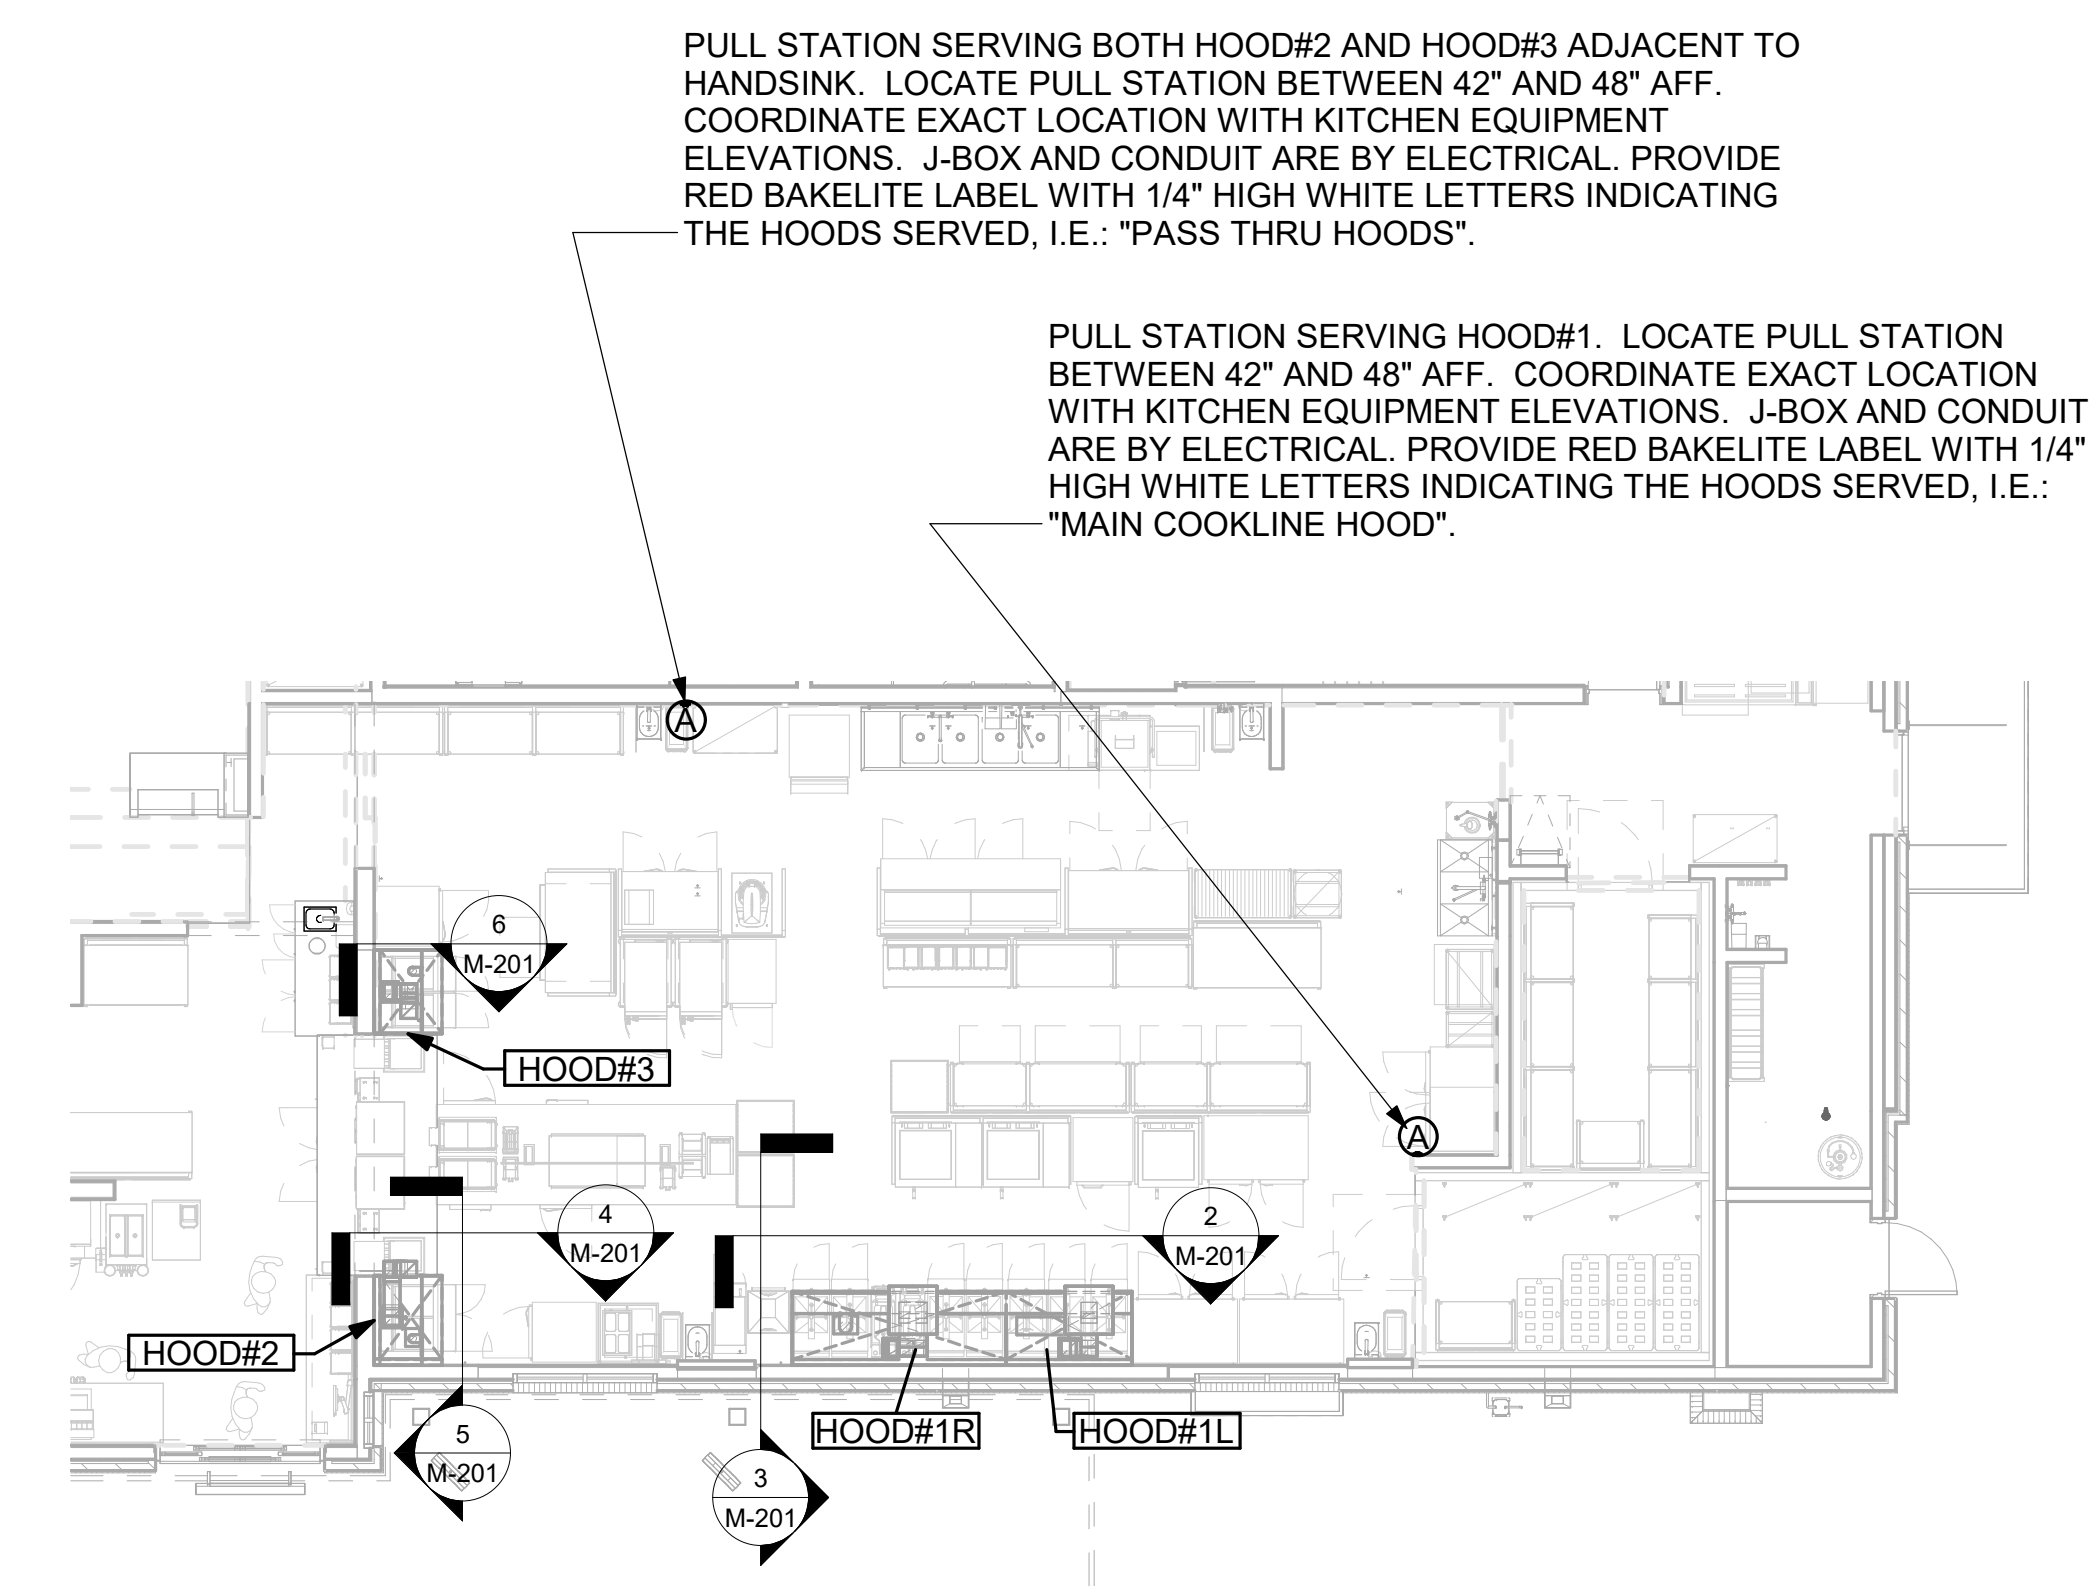 PULL STATION SERVING BOTH HOOD#2 AND HOOD#3 ADJACENT TO
HANDSINK.  LOCATE PULL STATION BETWEEN 42" AND 48" AFF.
COORDINATE EXACT LOCATION WITH KITCHEN EQUIPMENT
ELEVATIONS.  J-BOX AND CONDUIT ARE BY ELECTRICAL. PROVIDE
RED BAKELITE LABEL WITH 1/4" HIGH WHITE LETTERS INDICATING
THE HOODS SERVED, I.E.: "PASS THRU HOODS".
PULL STATION SERVING HOOD#1.  LOCATE PULL STATION
BETWEEN 42" AND 48" AFF.  COORDINATE EXACT LOCATION
WITH KITCHEN EQUIPMENT ELEVATIONS.  J-BOX AND CONDUIT
ARE BY ELECTRICAL. PROVIDE RED BAKELITE LABEL WITH 1/4"
HIGH WHITE LETTERS INDICATING THE HOODS SERVED, I.E.:
"MAIN COOKLINE HOOD".
A
6
M-201
HOOD#3
A
4
M-201
2
M-201
HOOD#2
HOOD#1R
HOOD#1L
5
M-201
3
M-201